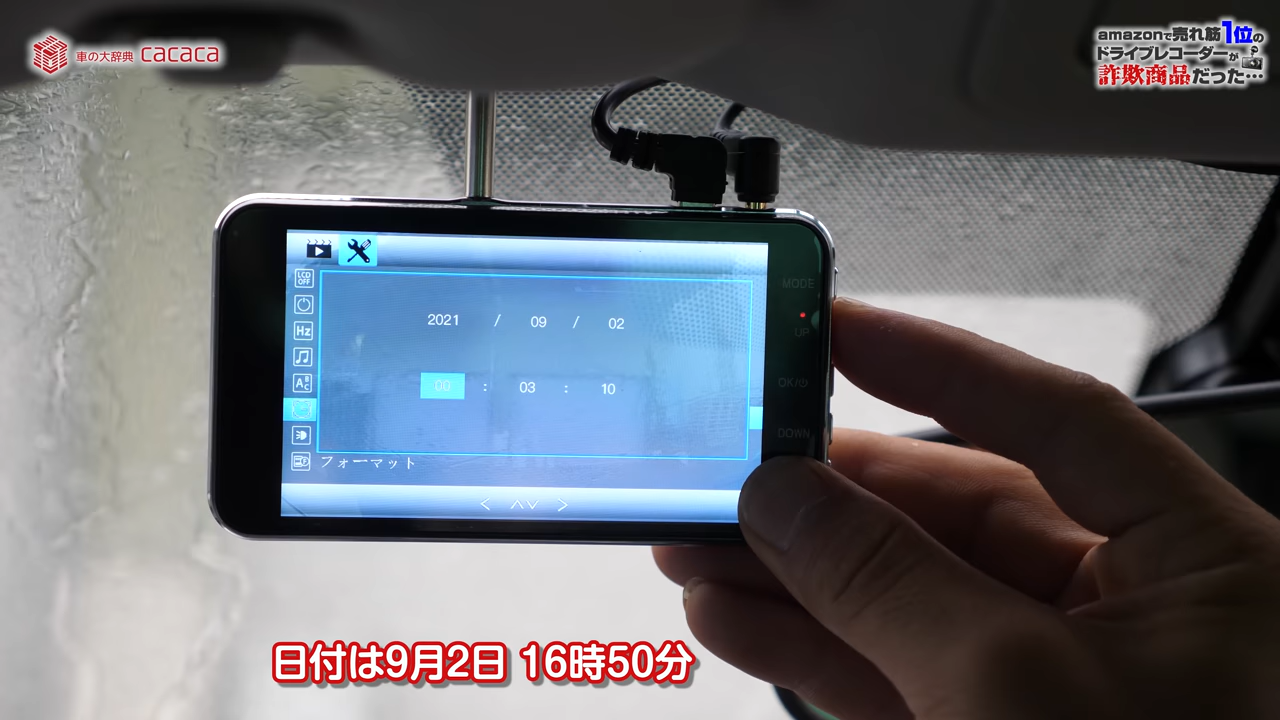 車の大辞典 cacaca
amazonで売れ筋1位の
ドライブレコーダーが
詐欺商品だった…
LCD
OFF
2021 / 09 / 02
MODE
UP
Hz
00 : 03 : 10
OK/
A B C
DOWN
フォーマット
日付は9月2日 16時50分